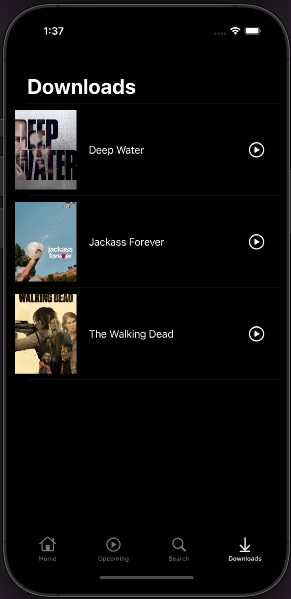 1:37
Downloads
DEEP
WATER
Deep Water
jackass
forever
Jackass Forever
WALKING DEAD
The Walking Dead
Home
Upcoming
Search
Downloads